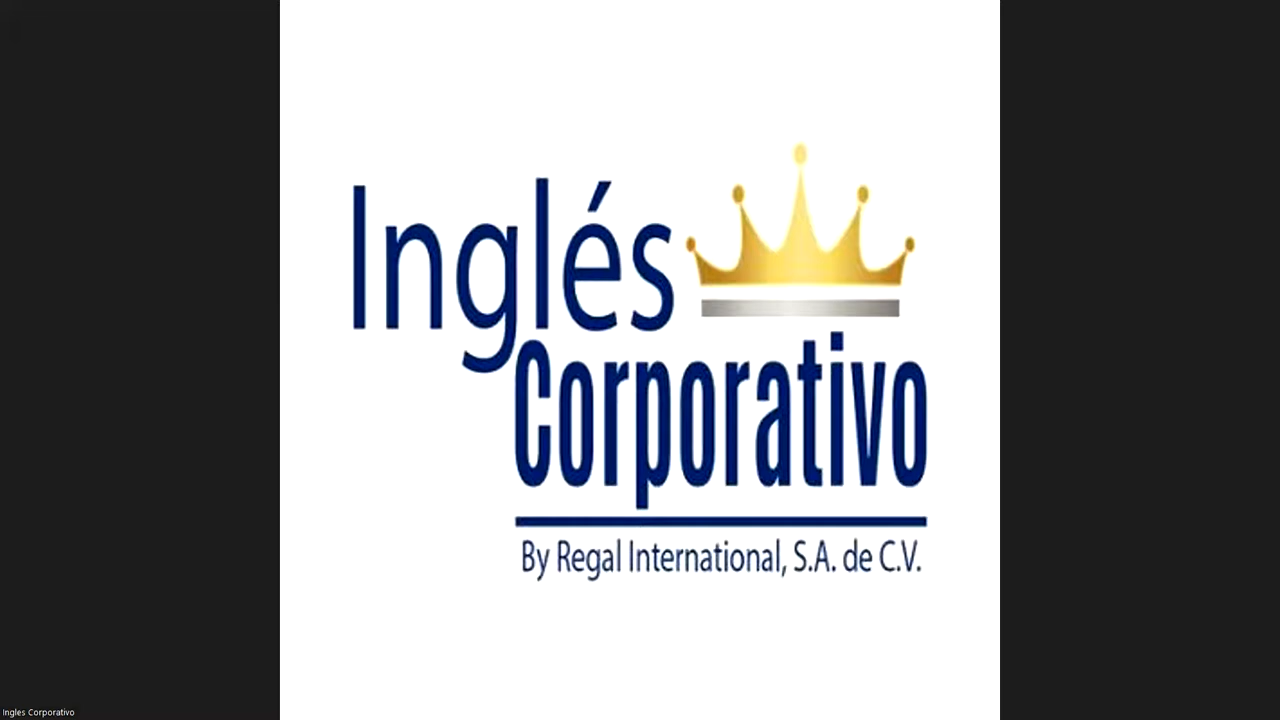 Inglés
Corporativo
By Regal International, S.A. de C.V.
Ingles Corporativo